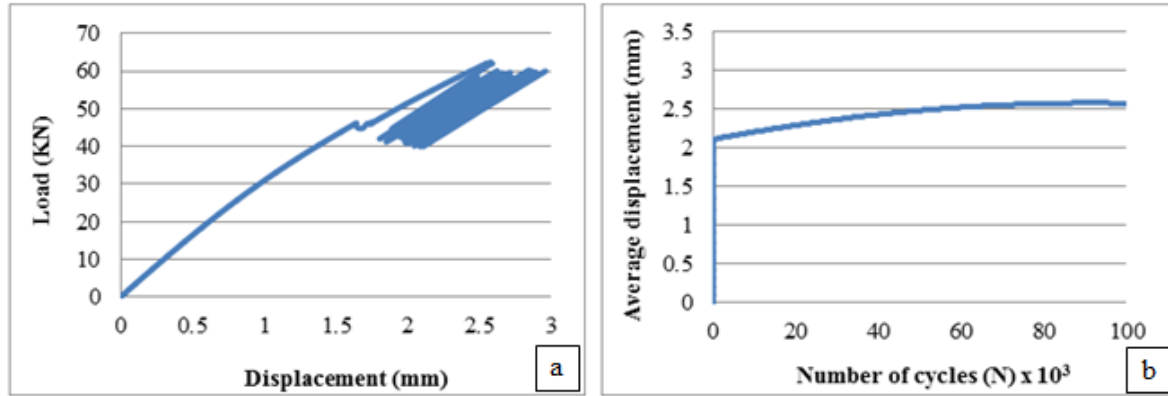 70
60
50
40
30
20
10
0
Load (KN)
0 0.5 1 1.5 2 2.5 3
Displacement (mm)
a
3.5
3
2.5
2
1.5
1
0.5
0
Average displacement (mm)
0 20 40 60 80 100
Number of cycles (N) x 10³
b